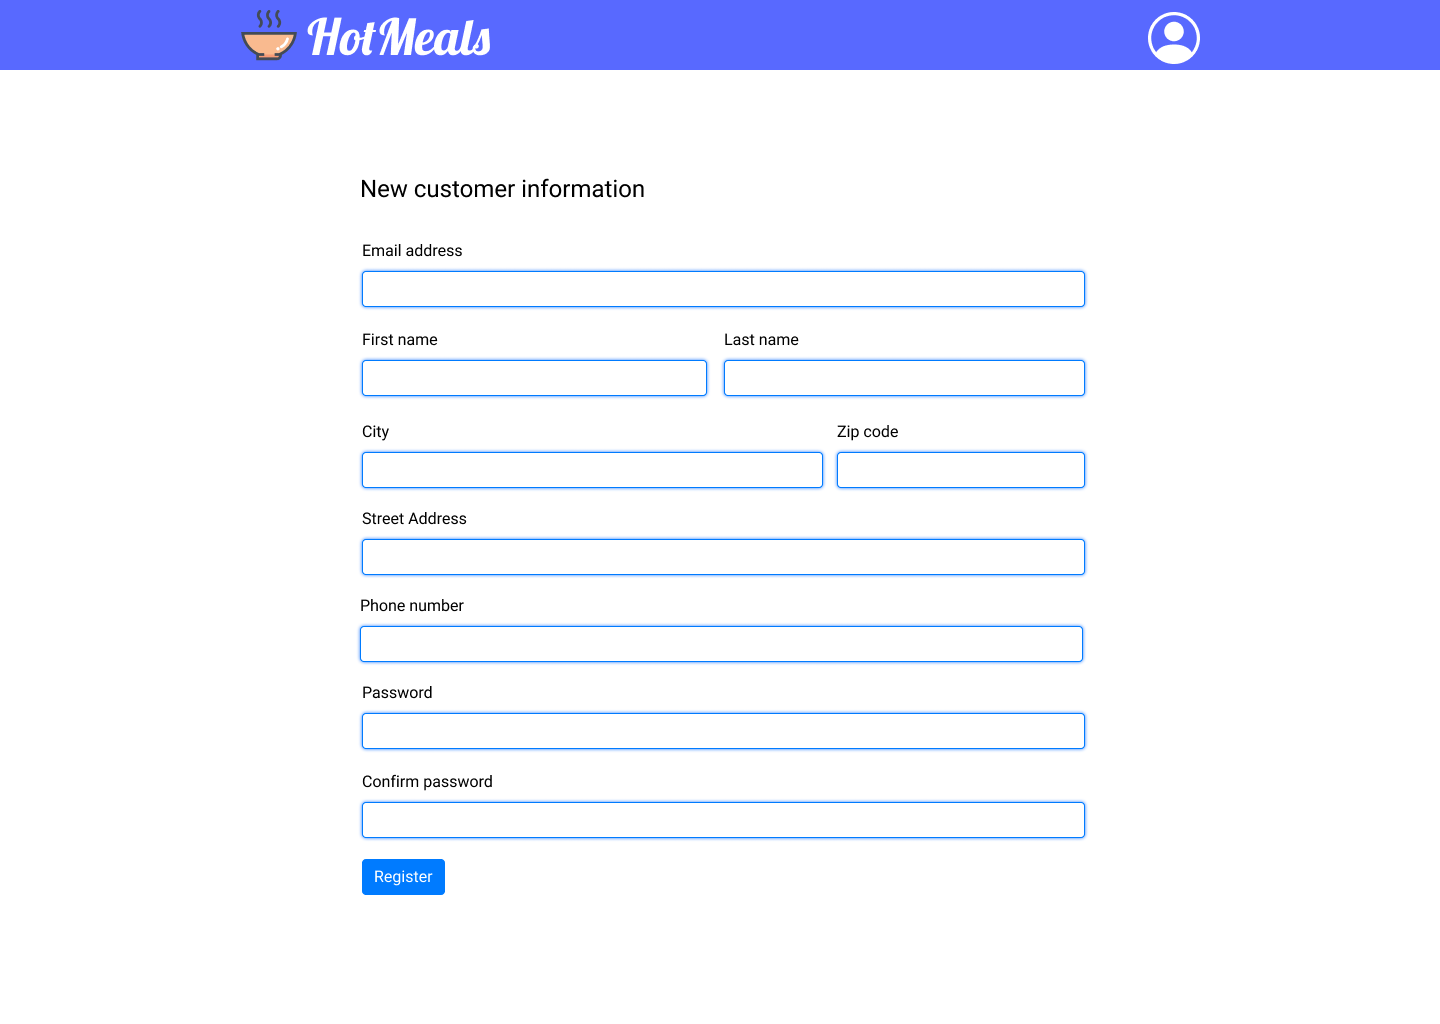 HotMeals
New customer information
Email address
First name Last name
City Zip code
Street Address
Phone number
Password
Confirm password
Register